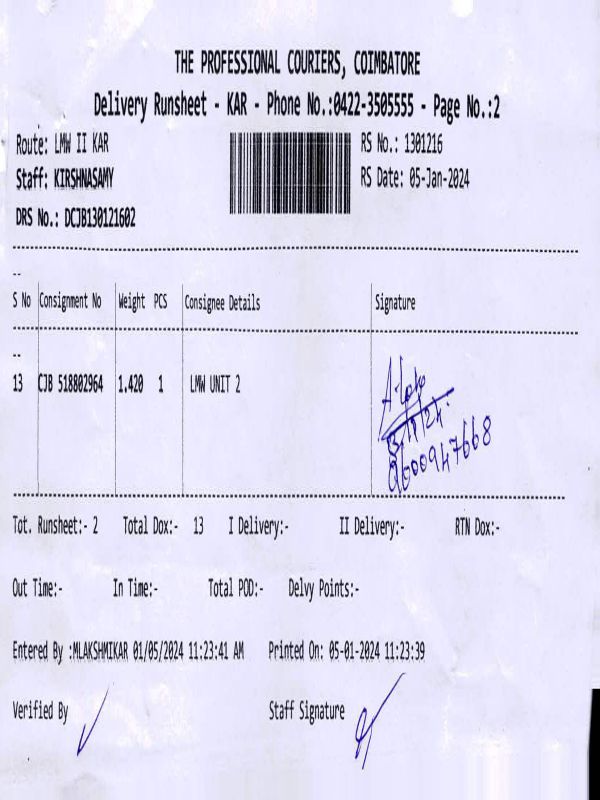 THE PROFESSIONAL COURIERS, COIMBATORE
Delivery Runsheet - KAR - Phone No.:0422-3505555 - Page No.:2
Route: LMW II KAR
RS No.: 1301216
Staff: KIRSHNASAMY
RS Date: 05-Jan-2024
DRS No.: DCJB130121602
--
S No Consignment No Weight PCS Consignee Details Signature
--
13 CJB 518802964 1.420 1 LMW UNIT 2
9600947668
Tot. Runsheet:- 2 Total Dox:- 13 I Delivery:- II Delivery:- RTN Dox:-
Out Time:- In Time:- Total POD:- Delvy Points:-
Entered By :MLAKSHMIKAR 01/05/2024 11:23:41 AM Printed On: 05-01-2024 11:23:39
Verified By Staff Signature